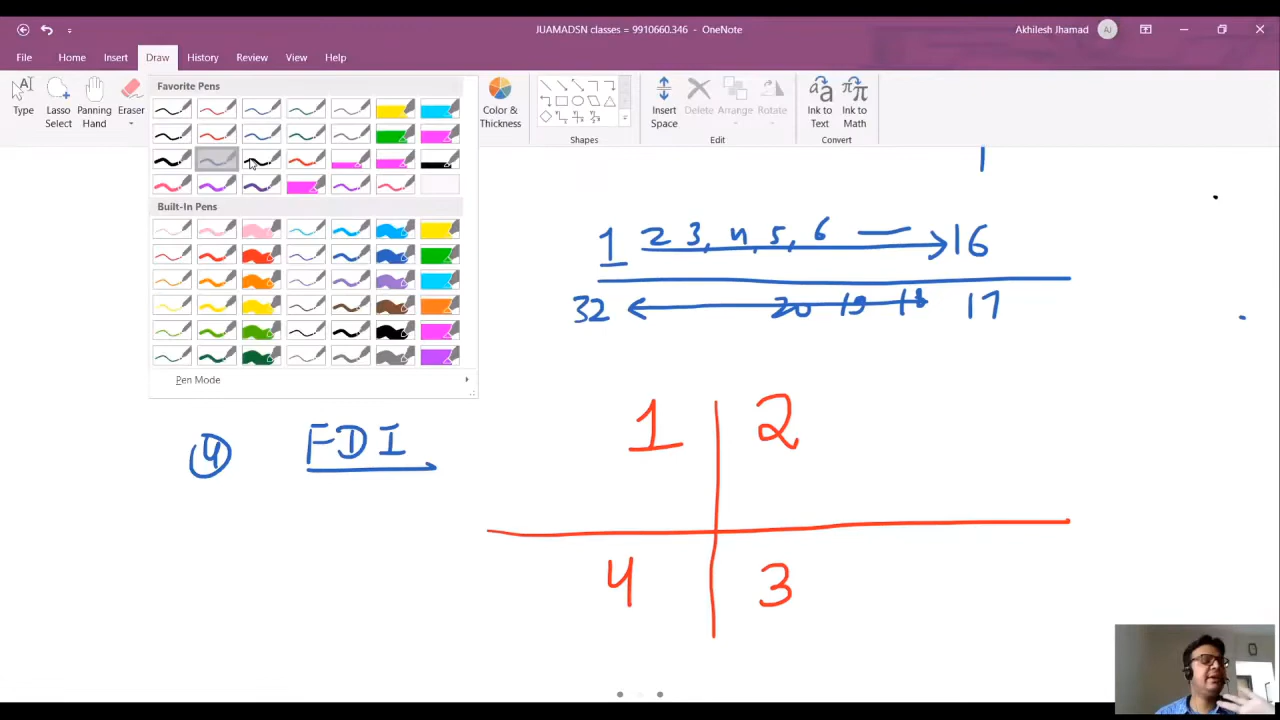 JUAMADSN classes = 9910660.346 - OneNote
Akhilesh Jhamad
AJ
File Home Insert Draw History Review View Help
Type
Lasso Select
Panning Hand
Eraser
Favorite Pens
Built-In Pens
Pen Mode
Color & Thickness
Shapes
Insert Space
Delete
Arrange
Rotate
Edit
Ink to Text
Ink to Math
Convert
1
1 2 3, 4, 5, 6 — 16
32 20 19 18 17
4 FDI
1 2
4 3